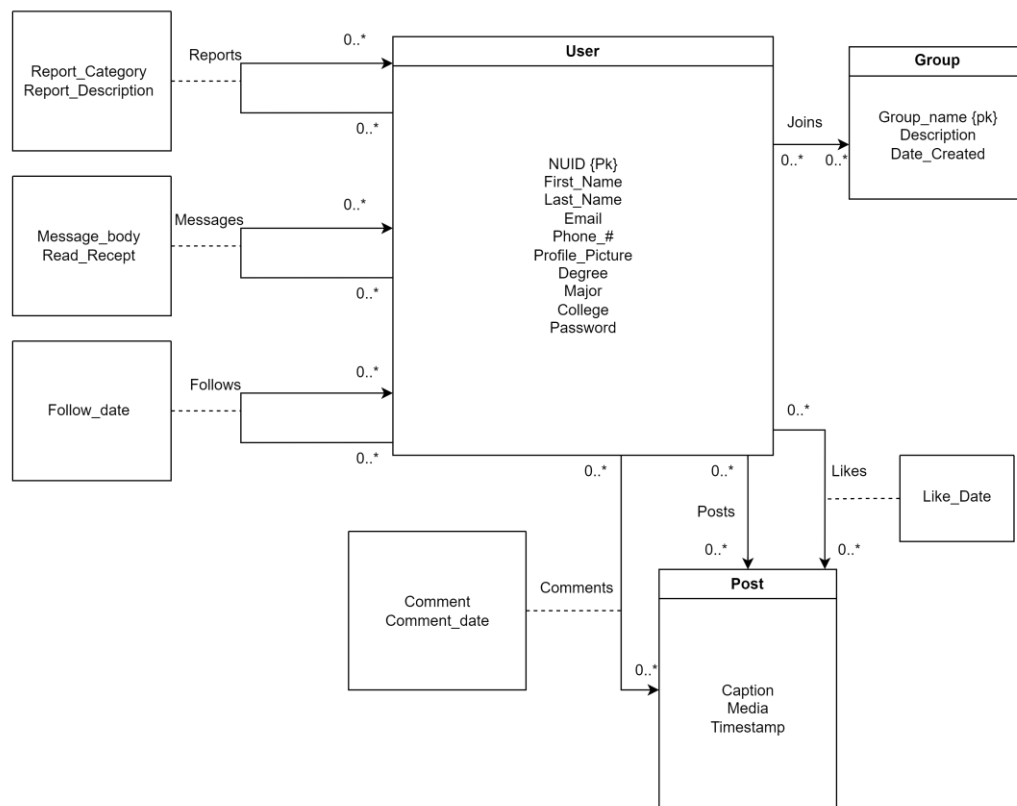 Reports
0..*
Report_Category
Report_Description
0..*
User
NUID {Pk}
First_Name
Last_Name
Email
Phone_#
Profile_Picture
Degree
Major
College
Password
Group
Group_name {pk}
Description
Date_Created
Joins
0..*
0..*
Messages
0..*
Message_body
Read_Recept
0..*
Follows
0..*
Follow_date
0..*
0..*
0..*
0..*
Likes
Like_Date
Posts
0..*
0..*
Comments
Comment
Comment_date
0..*
Post
Caption
Media
Timestamp